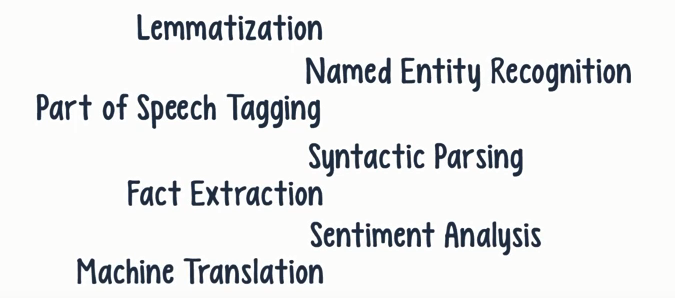 Lemmatization
Named Entity Recognition
Part of Speech Tagging
Syntactic Parsing
Fact Extraction
Sentiment Analysis
Machine Translation